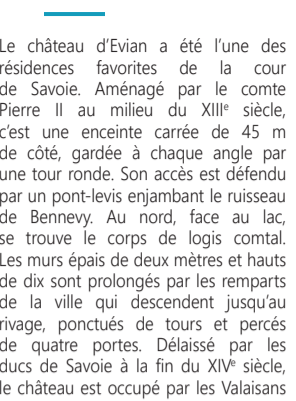 Le château d’Evian a été l’une des
résidences favorites de la cour
de Savoie. Aménagé par le comte
Pierre II au milieu du XIIIᵉ siècle,
c’est une enceinte carrée de 45 m
de côté, gardée à chaque angle par
une tour ronde. Son accès est défendu
par un pont-levis enjambant le ruisseau
de Bennevy. Au nord, face au lac,
se trouve le corps de logis comtal.
Les murs épais de deux mètres et hauts
de dix sont prolongés par les remparts
de la ville qui descendent jusqu’au
rivage, ponctués de tours et percés
de quatre portes. Délaissé par les
ducs de Savoie à la fin du XIVᵉ siècle,
le château est occupé par les Valaisans